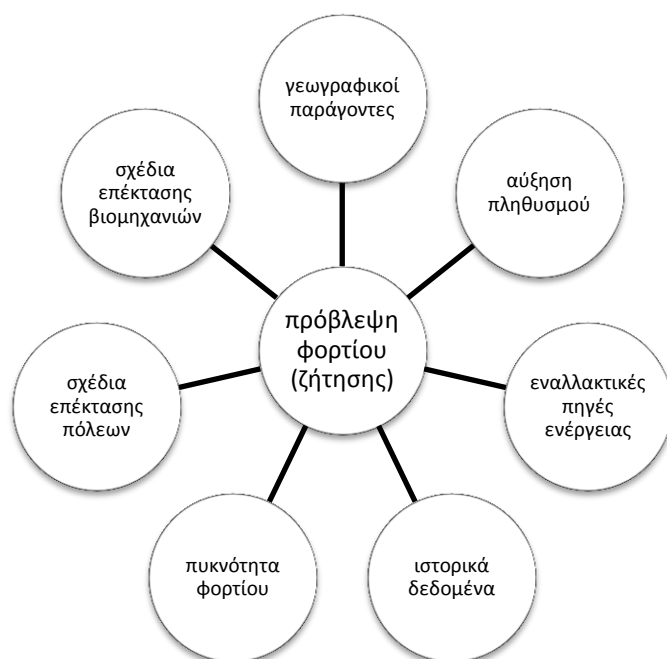 γεωγραφικοί
παράγοντες
αύξηση
πληθυσμού
εναλλακτικές
πηγές
ενέργειας
ιστορικά
δεδομένα
πυκνότητα
φορτίου
σχέδια
επέκτασης
πόλεων
σχέδια
επέκτασης
βιομηχανιών
πρόβλεψη
φορτίου
(ζήτησης)